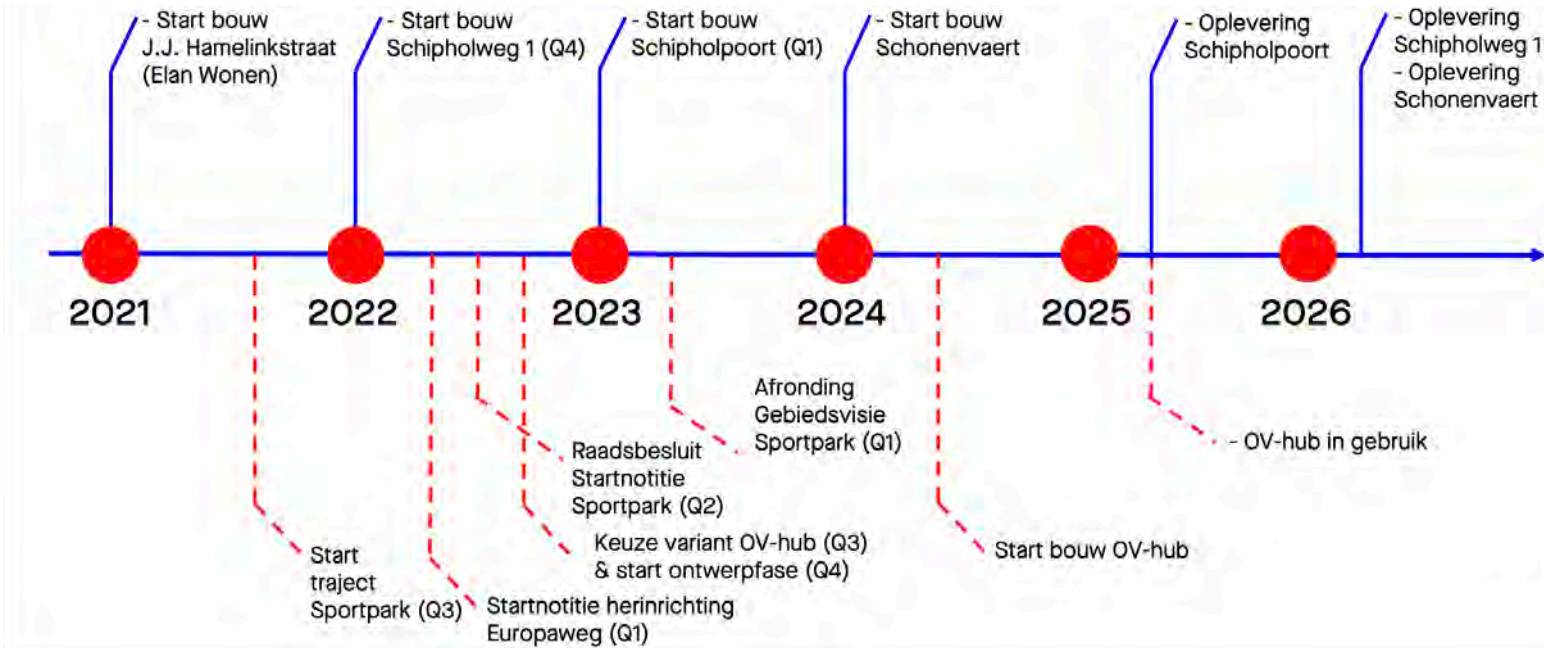 - Start bouw
J.J. Hamelinkstraat
(Elan Wonen)
- Start bouw
Schipholweg 1 (Q4)
- Start bouw
Schipholpoort (Q1)
- Start bouw
Schonenvaert
- Oplevering
Schipholpoort
- Oplevering
Schipholweg 1
- Oplevering
Schonenvaert
2021
2022
2023
2024
2025
2026
Start
traject
Sportpark (Q3)
Startnotitie herinrichting
Europaweg (Q1)
Raadsbesluit
Startnotitie
Sportpark (Q2)
Keuze variant OV-hub (Q3)
& start ontwerpfase (Q4)
Afronding
Gebiedsvisie
Sportpark (Q1)
Start bouw OV-hub
- OV-hub in gebruik